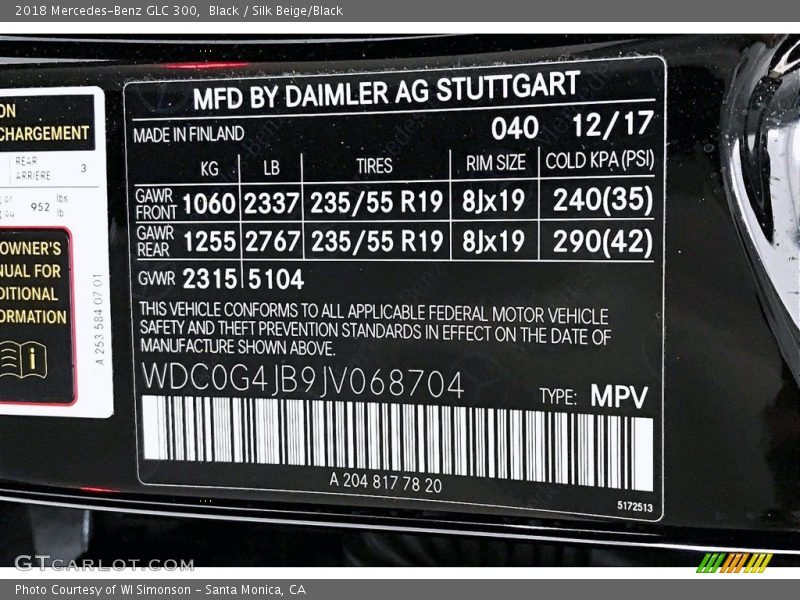 2018 Mercedes-Benz GLC 300,  Black / Silk Beige/Black
ON
CHARGEMENT
REAR
ARRIERE 3
952 lbs
lb
OWNER'S
NUAL FOR
DITIONAL
ORMATION
i
A 253 584 07 01
MFD BY DAIMLER AG STUTTGART
MADE IN FINLAND 040 12/17
KG LB TIRES RIM SIZE COLD KPA (PSI)
GAWR FRONT 1060 2337 235/55 R19 8Jx19 240(35)
GAWR REAR 1255 2767 235/55 R19 8Jx19 290(42)
GVWR 2315 5104
THIS VEHICLE CONFORMS TO ALL APPLICABLE FEDERAL MOTOR VEHICLE
SAFETY AND THEFT PREVENTION STANDARDS IN EFFECT ON THE DATE OF
MANUFACTURE SHOWN ABOVE.
WDC0G4JB9JV068704 TYPE: MPV
A 204 817 78 20
5172513
GTCARLOT.COM
Photo Courtesy of WI Simonson - Santa Monica, CA